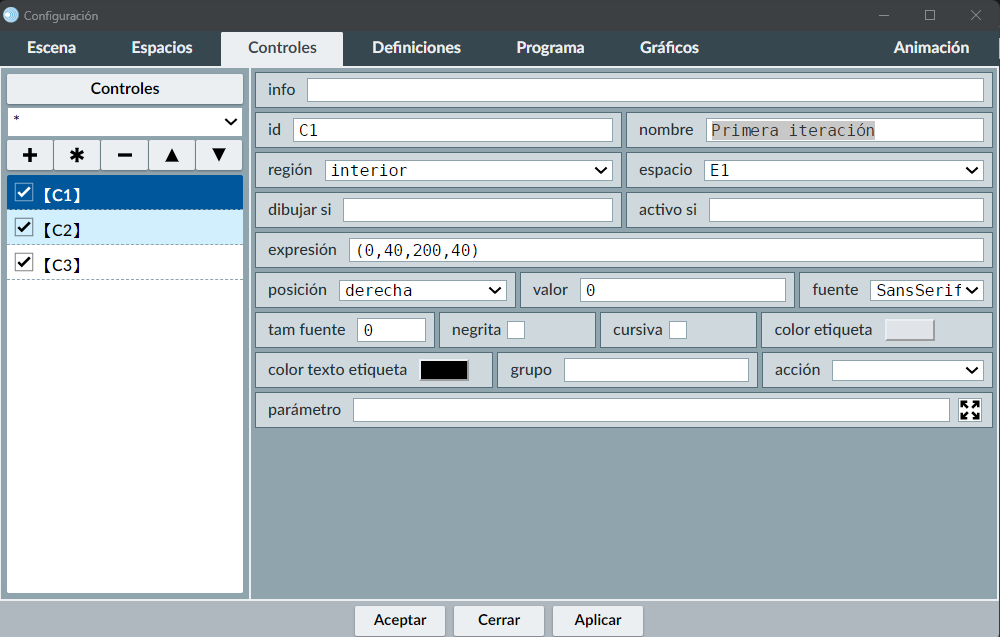 Configuración
Escena Espacios Controles Definiciones Programa Gráficos Animación
Controles
*
+ * − ▲ ▼
【C1】
【C2】
【C3】
info
id C1 nombre Primera iteración
región interior espacio E1
dibujar si activo si
expresión (0,40,200,40)
posición derecha valor 0 fuente SansSerif
tam fuente 0 negrita cursiva color etiqueta
color texto etiqueta grupo acción
parámetro
Aceptar Cerrar Aplicar